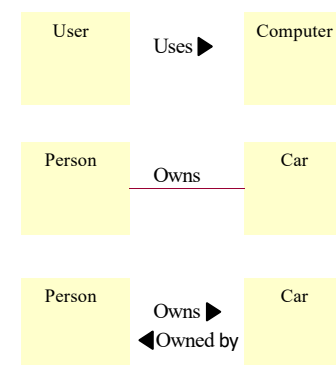 User Uses ▶ Computer
Person Owns Car
Person Owns ▶ Car
◀ Owned by